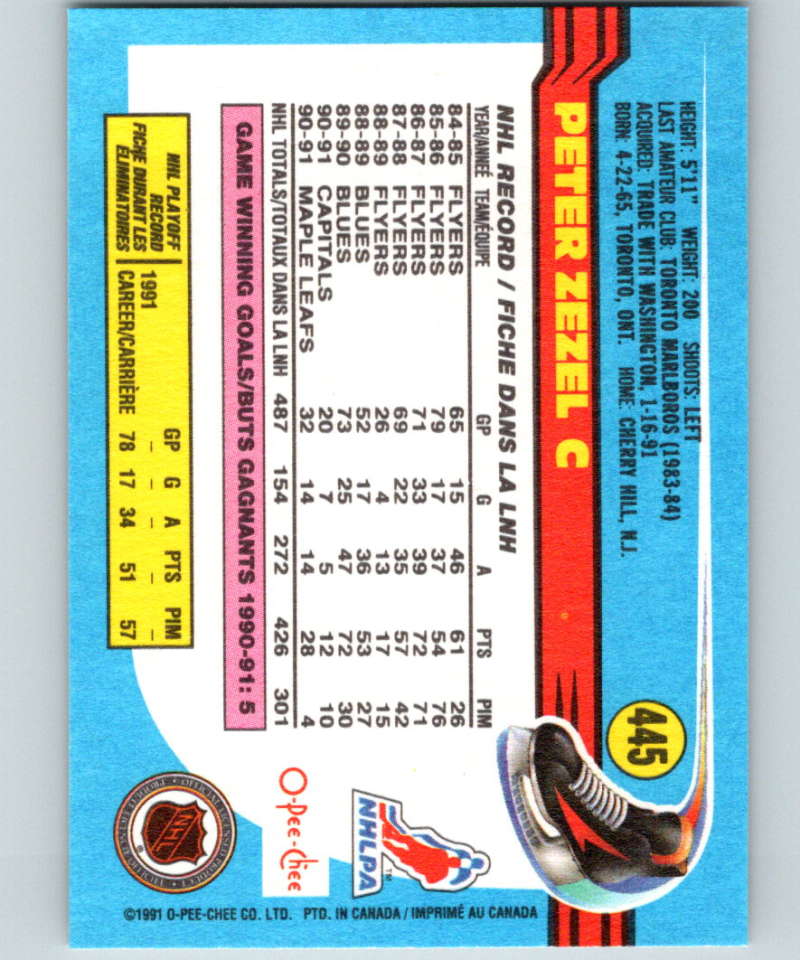 445
HEIGHT: 5'11" WEIGHT: 200 SHOOTS: LEFT
LAST AMATEUR CLUB: TORONTO MARLBOROS (1983-84)
ACQUIRED: TRADE WITH WASHINGTON, 1-16-91
BORN: 4-22-65, TORONTO, ONT. HOME: CHERRY HILL, N.J.
PETER ZEZEL C
NHL RECORD / FICHE DANS LA LNH
YEAR/ANNÉE TEAM/ÉQUIPE GP G A PTS PIM
84-85 FLYERS 65 15 46 61 26
85-86 FLYERS 79 17 37 54 76
86-87 FLYERS 71 33 39 72 71
87-88 FLYERS 69 22 35 57 42
88-89 FLYERS 26 4 13 17 15
88-89 BLUES 52 17 36 53 27
89-90 BLUES 73 25 47 72 30
90-91 CAPITALS 20 7 5 12 10
90-91 MAPLE LEAFS 32 14 14 28 4
NHL TOTALS/TOTAUX DANS LA LNH 487 154 272 426 301
GAME WINNING GOALS/BUTS GAGNANTS 1990-91: 5
NHL PLAYOFF RECORD
FICHE DURANT LES ÉLIMINATOIRES
GP G A PTS PIM
1991 – – – – –
CAREER/CARRIÈRE 78 17 34 51 57
NHLPA
TM
O-Pee-Chee
NHL
©1991 O-PEE-CHEE CO. LTD. PTD. IN CANADA / IMPRIMÉ AU CANADA